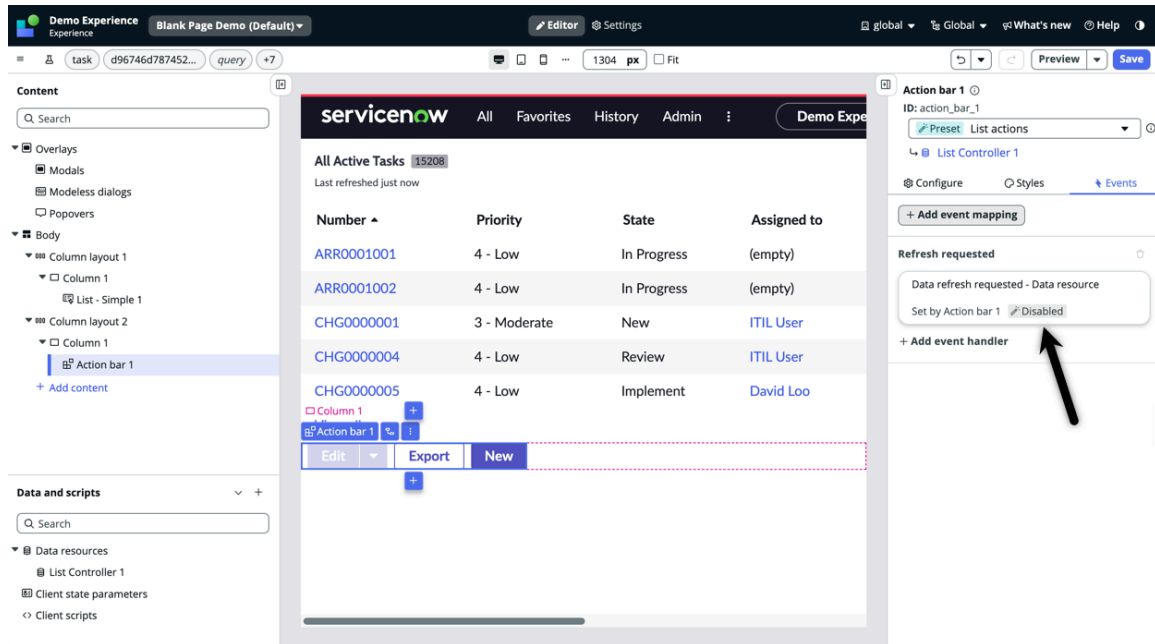 Demo Experience
Experience
Blank Page Demo (Default)
Editor
Settings
global
Global
What's new
Help
task
d96746d787452...
query
+7
1304 px
Fit
Preview
Save
Content
Search
Overlays
Modals
Modeless dialogs
Popovers
Body
Column layout 1
Column 1
List - Simple 1
Column layout 2
Column 1
Action bar 1
+ Add content
Data and scripts
Search
Data resources
List Controller 1
Client state parameters
Client scripts
servicenow
All
Favorites
History
Admin
Demo Expe
All Active Tasks 15208
Last refreshed just now
Number Priority State Assigned to
ARR0001001 4 - Low In Progress (empty)
ARR0001002 4 - Low In Progress (empty)
CHG0000001 3 - Moderate New ITIL User
CHG0000004 4 - Low Review ITIL User
CHG0000005 4 - Low Implement David Loo
Column 1
Action bar 1
Edit
Export
New
Action bar 1
ID: action_bar_1
Preset List actions
List Controller 1
Configure
Styles
Events
+ Add event mapping
Refresh requested
Data refresh requested - Data resource
Set by Action bar 1 Disabled
+ Add event handler